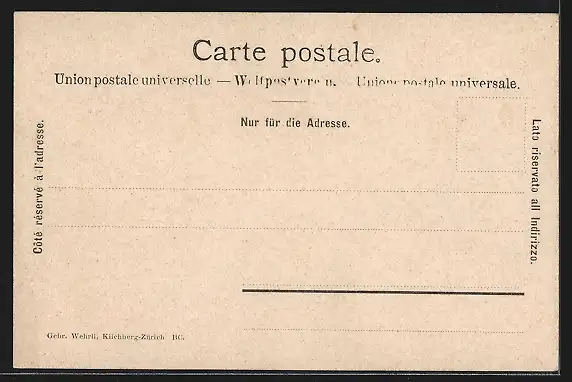 Carte postale.
Union postale universelle — Weltpostverein. — Unione postale universale.
Nur für die Adresse.
Côté réservé à l'adresse.
Lato riservato all Indirizzo.
Gebr. Wehrli, Kilchberg-Zürich BC.